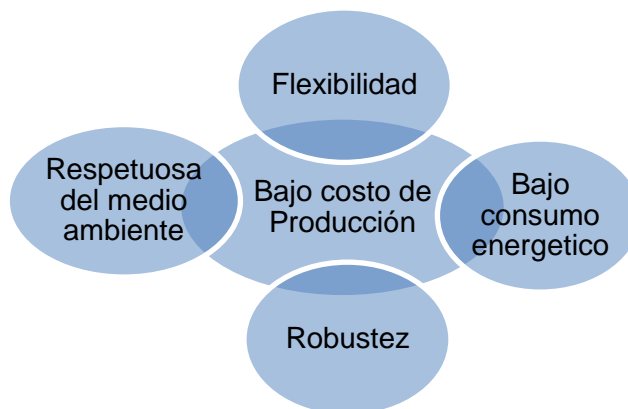 Flexibilidad
Respetuosa
del medio
ambiente
Bajo costo de
Producción
Bajo
consumo
energetico
Robustez